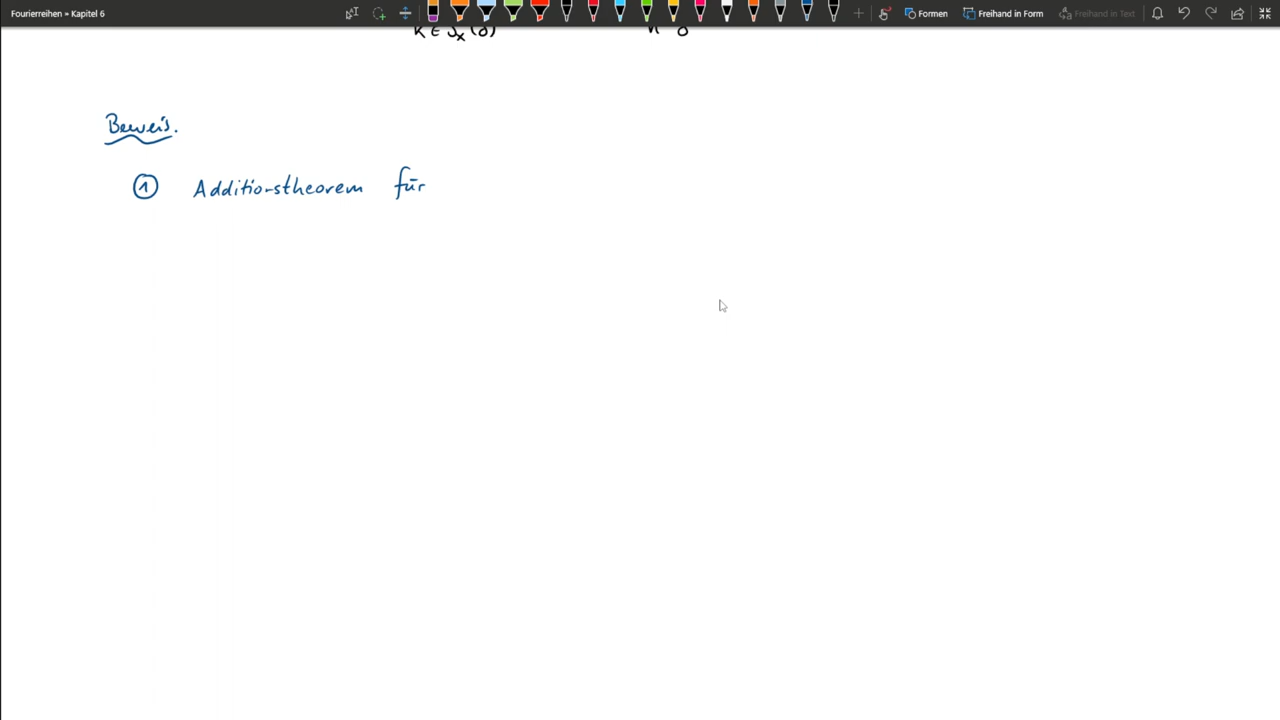 Fourierreihen » Kapitel 6
Formen
Freihand in Form
Freihand in Text
Beweis.
① Additionstheorem für